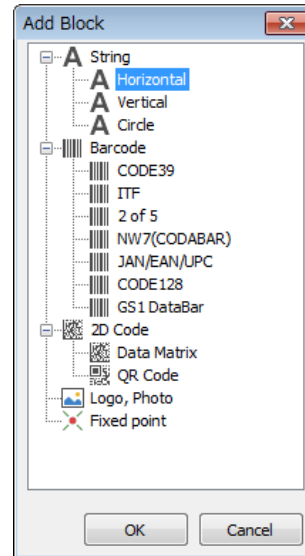 Add Block
String
Horizontal
Vertical
Circle
Barcode
CODE39
ITF
2 of 5
NW7(CODABAR)
JAN/EAN/UPC
CODE128
GS1 DataBar
2D Code
Data Matrix
QR Code
Logo, Photo
Fixed point
OK Cancel